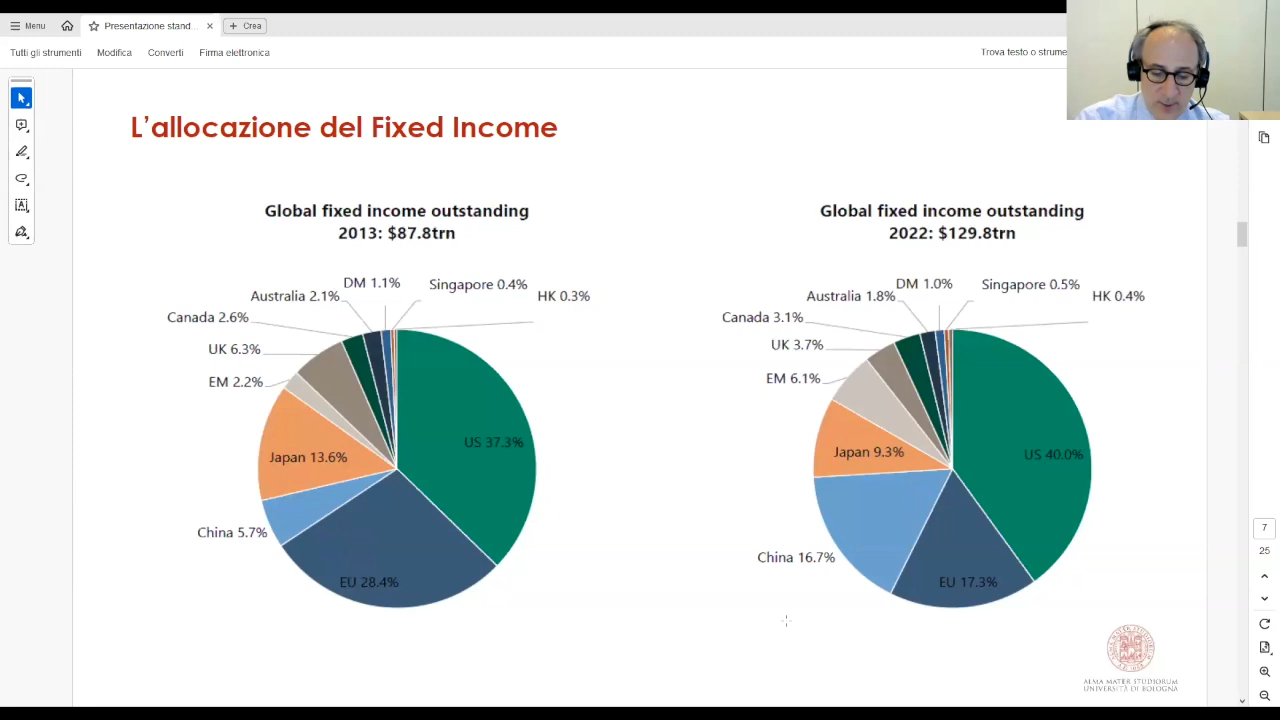 Menu
Presentazione stand...
Crea
Tutti gli strumenti
Modifica
Converti
Firma elettronica
Trova testo o strume
L'allocazione del Fixed Income
Global fixed income outstanding
2013: $87.8trn
DM 1.1%
Singapore 0.4%
Australia 2.1%
HK 0.3%
Canada 2.6%
UK 6.3%
EM 2.2%
US 37.3%
Japan 13.6%
China 5.7%
EU 28.4%
Global fixed income outstanding
2022: $129.8trn
DM 1.0%
Singapore 0.5%
Australia 1.8%
HK 0.4%
Canada 3.1%
UK 3.7%
EM 6.1%
Japan 9.3%
US 40.0%
China 16.7%
EU 17.3%
7
25
ALMA MATER STUDIORUM
UNIVERSITÀ DI BOLOGNA